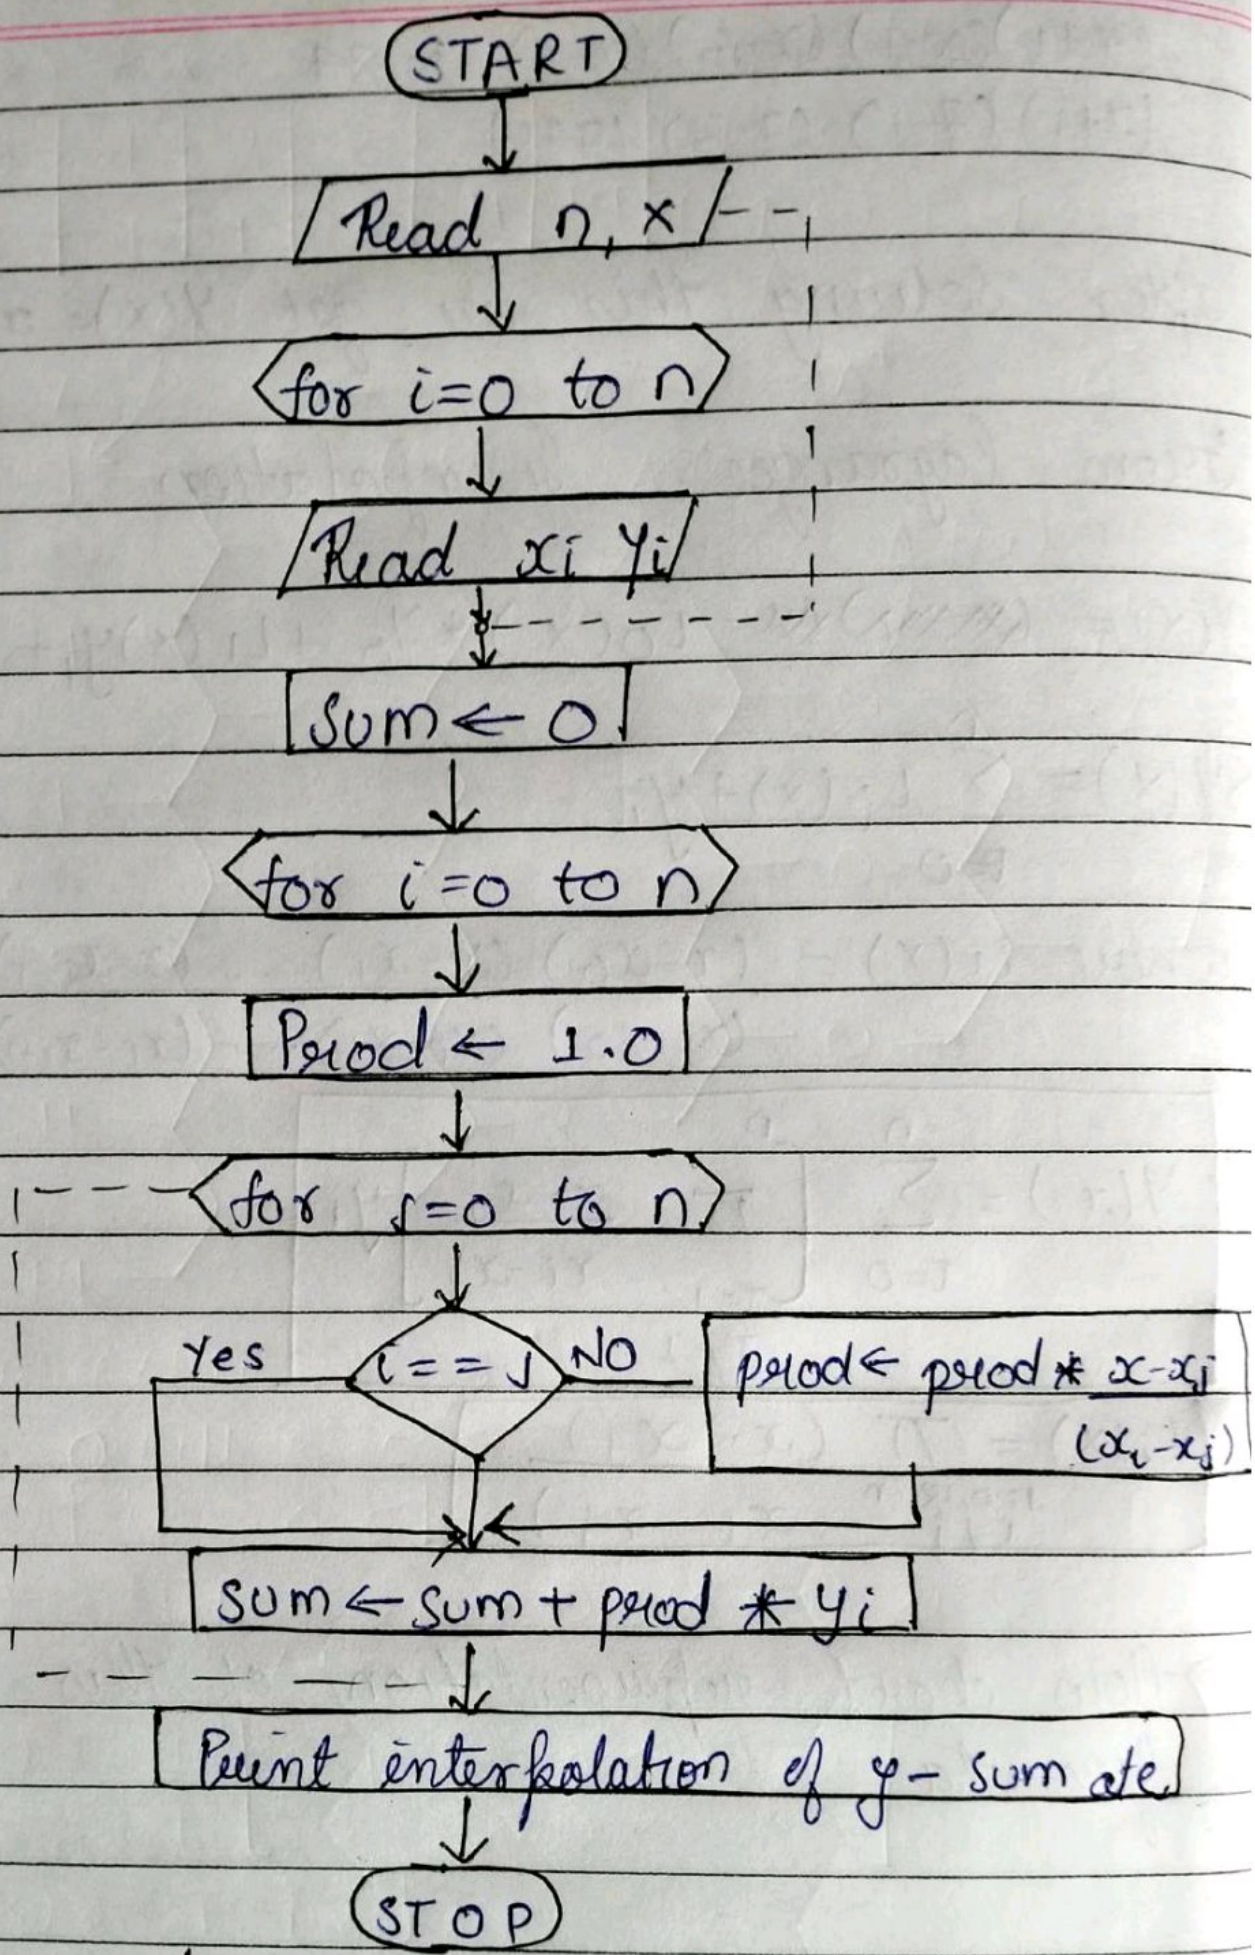 START
Read n, x
for i=0 to n
Read xi yi
Sum ← 0
for i=0 to n
Prod ← 1.0
for j=0 to n
Yes i == j NO
prod ← prod * x-xj
(xi-xj)
sum ← sum + prod * yi
Print interpolation of y- sum
STOP